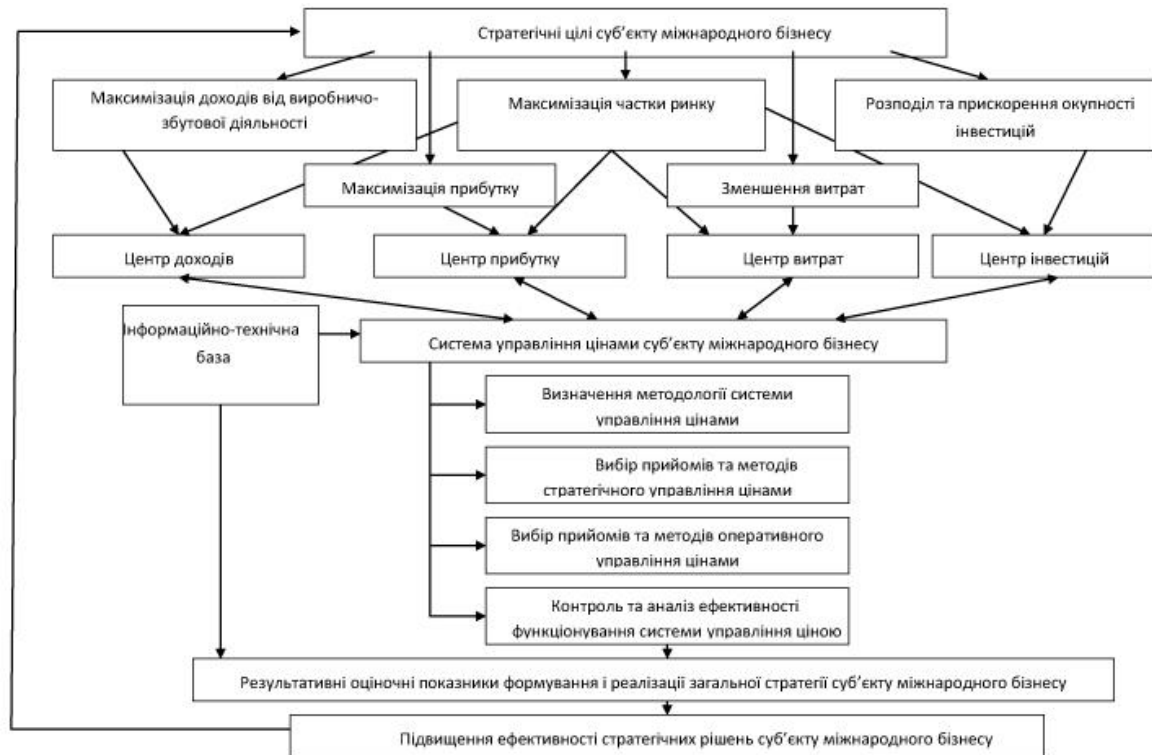 Стратегічні цілі суб’єкту міжнародного бізнесу
Максимізація доходів від виробничо-
збутової діяльності
Максимізація частки ринку
Розподіл та прискорення окупності
інвестицій
Максимізація прибутку
Зменшення витрат
Центр доходів
Центр прибутку
Центр витрат
Центр інвестицій
Інформаційно-технічна
база
Система управління цінами суб’єкту міжнародного бізнесу
Визначення методології системи
управління цінами
Вибір прийомів та методів
стратегічного управління цінами
Вибір прийомів та методів оперативного
управління цінами
Контроль та аналіз ефективності
функціонування системи управління ціною
Результативні оціночні показники формування і реалізації загальної стратегії суб’єкту міжнародного бізнесу
Підвищення ефективності стратегічних рішень суб’єкту міжнародного бізнесу